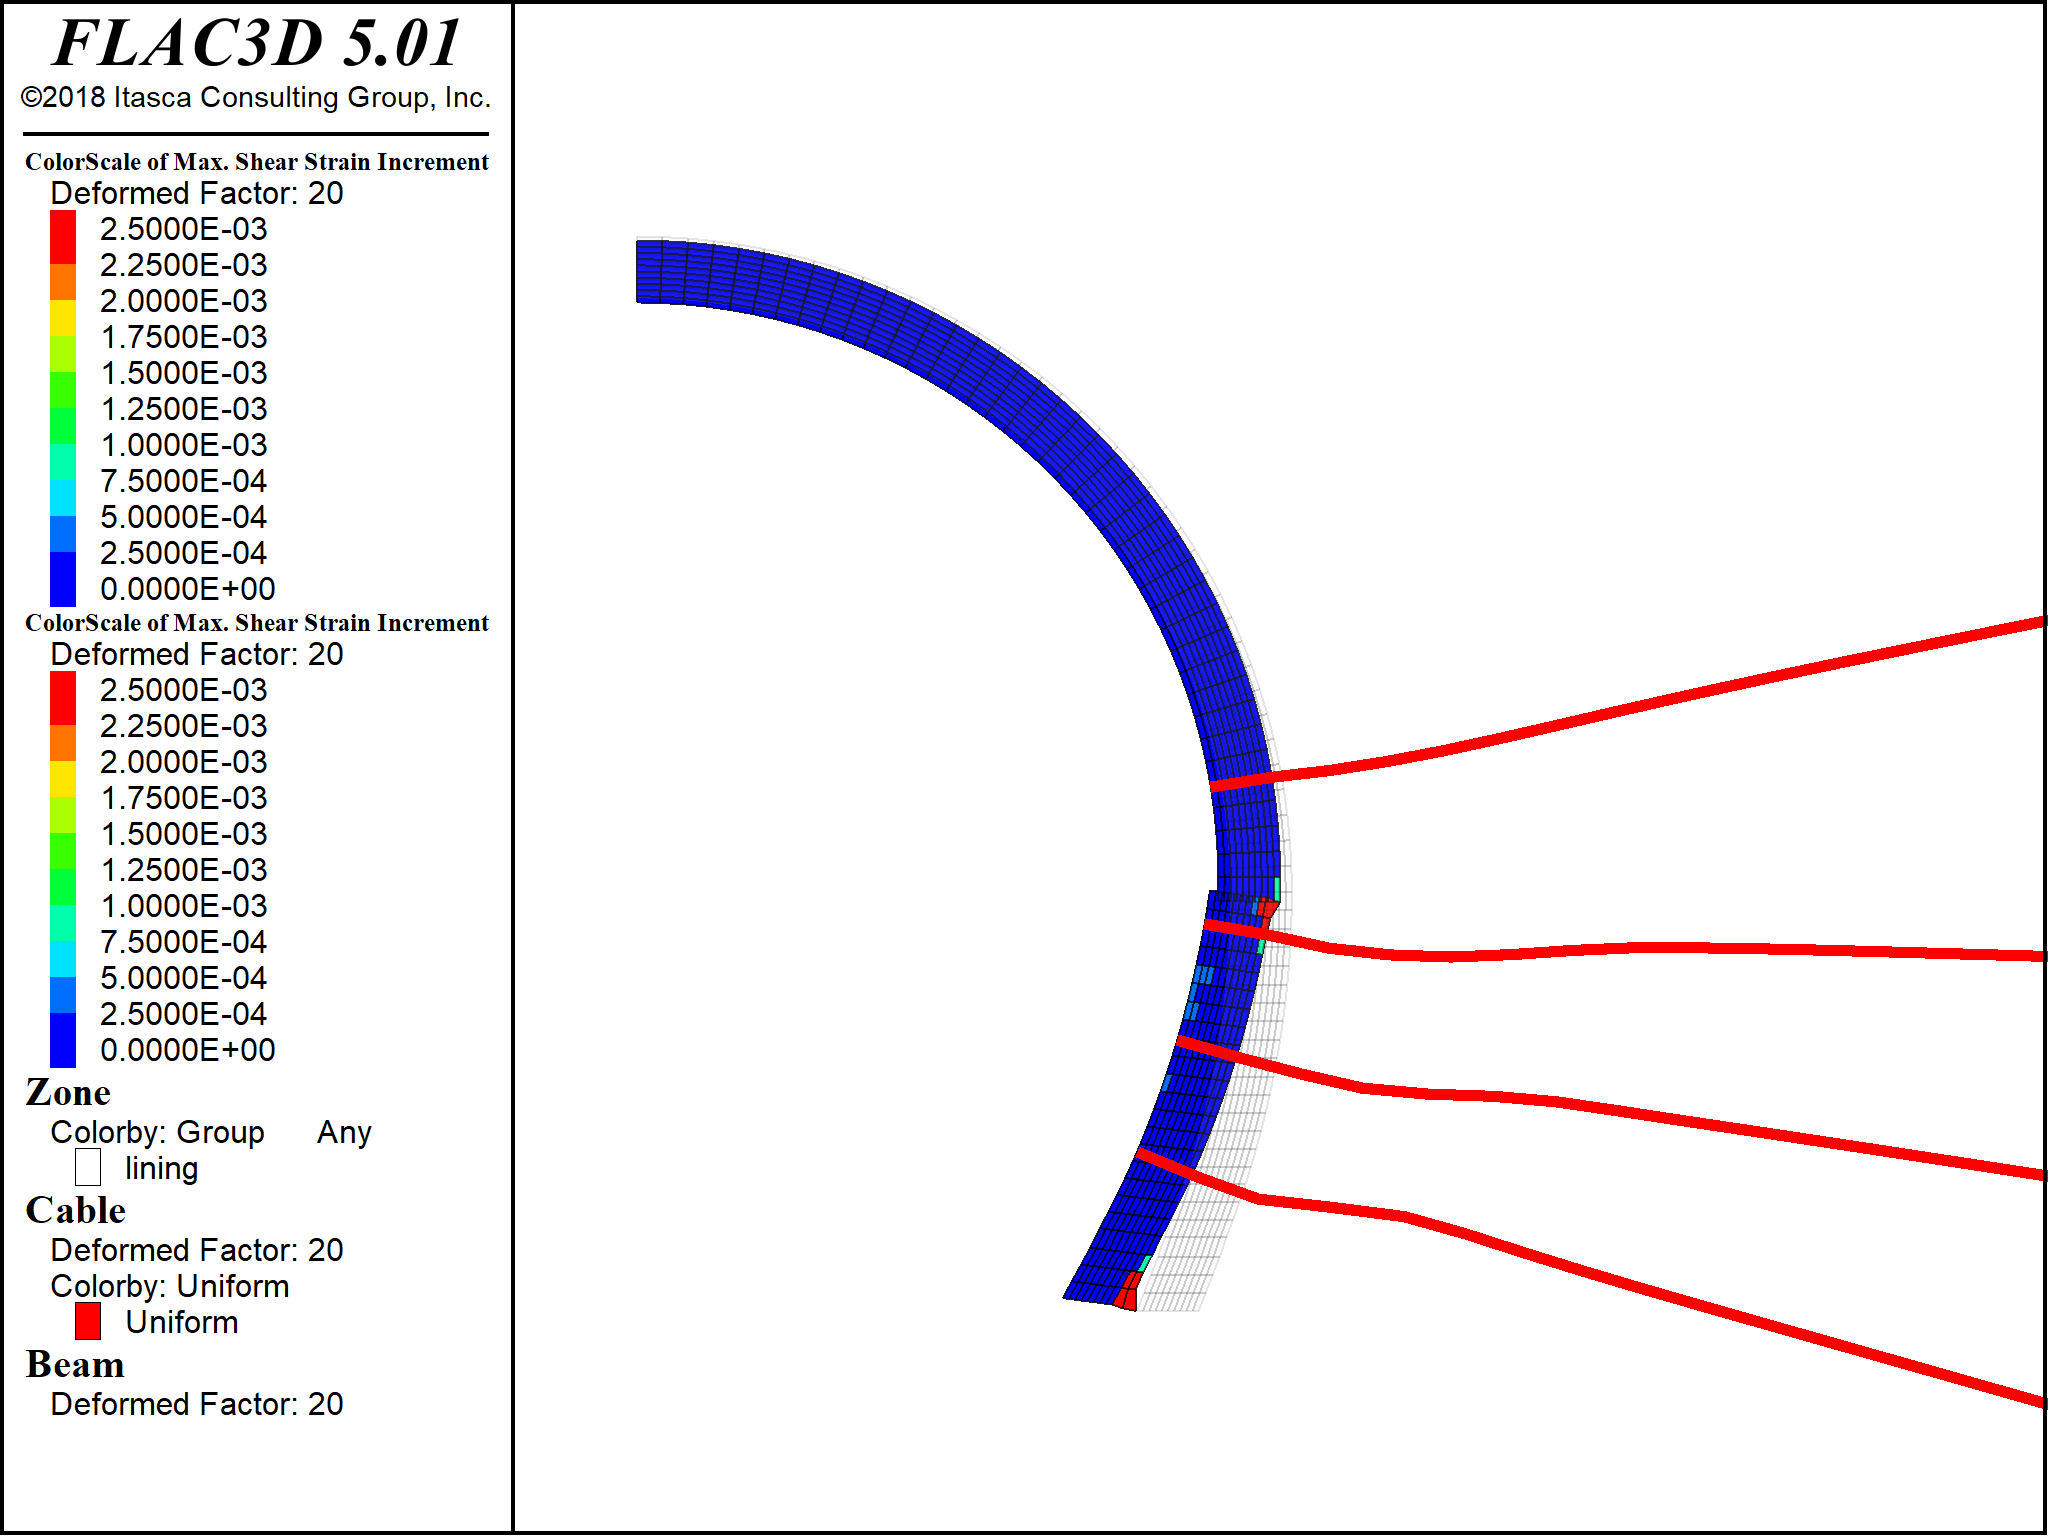 FLAC3D 5.01
©2018 Itasca Consulting Group, Inc.
ColorScale of Max. Shear Strain Increment
Deformed Factor: 20
2.5000E-03
2.2500E-03
2.0000E-03
1.7500E-03
1.5000E-03
1.2500E-03
1.0000E-03
7.5000E-04
5.0000E-04
2.5000E-04
0.0000E+00
ColorScale of Max. Shear Strain Increment
Deformed Factor: 20
2.5000E-03
2.2500E-03
2.0000E-03
1.7500E-03
1.5000E-03
1.2500E-03
1.0000E-03
7.5000E-04
5.0000E-04
2.5000E-04
0.0000E+00
Zone
Colorby: Group Any
lining
Cable
Deformed Factor: 20
Colorby: Uniform
Uniform
Beam
Deformed Factor: 20